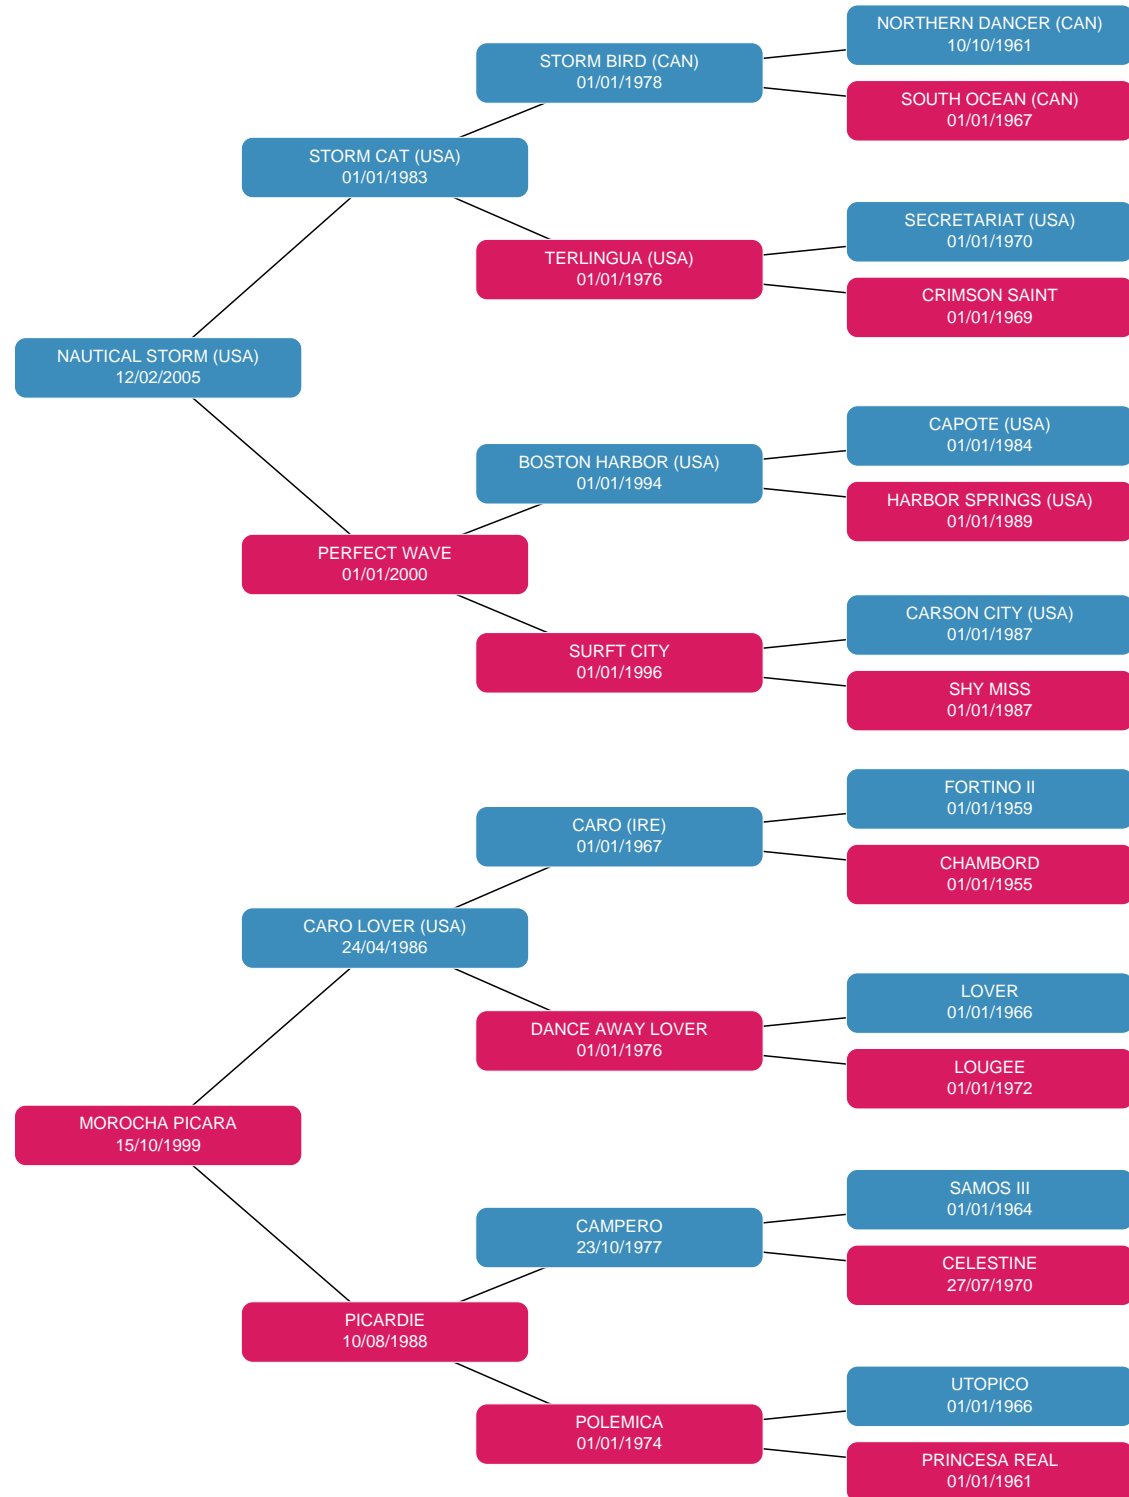 NORTHERN DANCER (CAN)
10/10/1961
STORM BIRD (CAN)
01/01/1978
SOUTH OCEAN (CAN)
01/01/1967
STORM CAT (USA)
01/01/1983
SECRETARIAT (USA)
01/01/1970
TERLINGUA (USA)
01/01/1976
CRIMSON SAINT
01/01/1969
NAUTICAL STORM (USA)
12/02/2005
CAPOTE (USA)
01/01/1984
BOSTON HARBOR (USA)
01/01/1994
HARBOR SPRINGS (USA)
01/01/1989
PERFECT WAVE
01/01/2000
CARSON CITY (USA)
01/01/1987
SURFT CITY
01/01/1996
SHY MISS
01/01/1987
FORTINO II
01/01/1959
CARO (IRE)
01/01/1967
CHAMBORD
01/01/1955
CARO LOVER (USA)
24/04/1986
LOVER
01/01/1966
DANCE AWAY LOVER
01/01/1976
LOUGEE
01/01/1972
MOROCHA PICARA
15/10/1999
SAMOS III
01/01/1964
CAMPERO
23/10/1977
CELESTINE
27/07/1970
PICARDIE
10/08/1988
UTOPICO
01/01/1966
POLEMICA
01/01/1974
PRINCESA REAL
01/01/1961